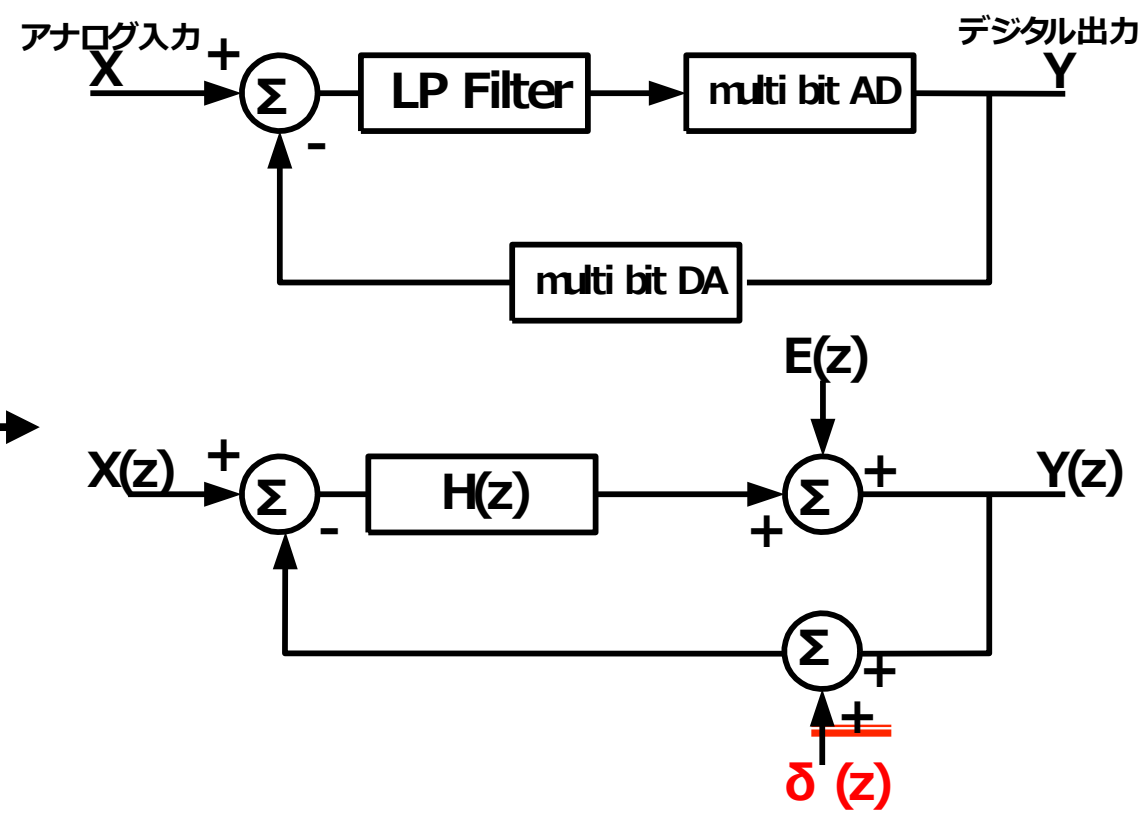 アナログ入力
デジタル出力
X
+
Σ
LP Filter
multi bit AD
Y
-
multi bit DA
E(z)
X(z)
+
Σ
H(z)
Σ
+
Y(z)
-
+
Σ
+
+
δ (z)